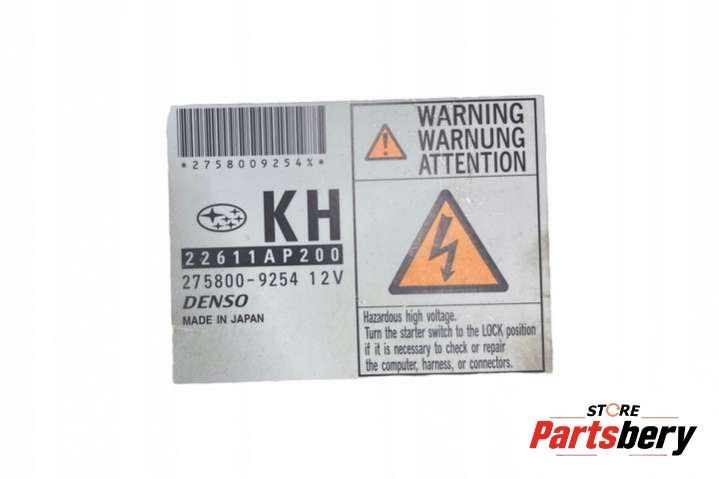 *2758009254%*
KH
22611AP200
275800-9254 12V
DENSO
MADE IN JAPAN
WARNING
WARNUNG
ATTENTION
Hazardous high voltage.
Turn the starter switch to the LOCK position
if it is necessary to check or repair
the computer, harness, or connectors.
STORE
Partsbery